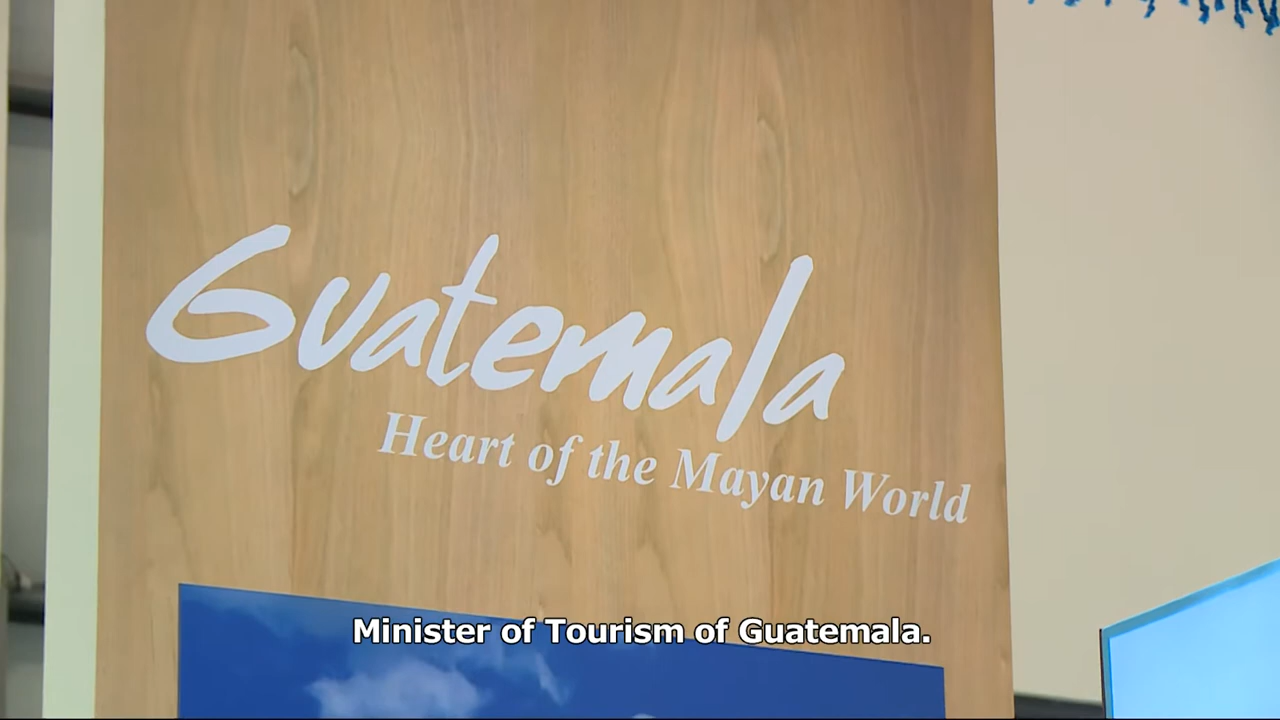 Guatemala
Heart of the Mayan World
Minister of Tourism of Guatemala.